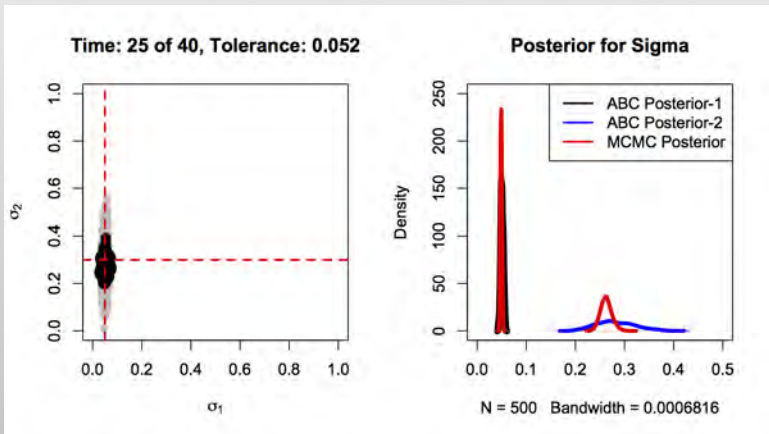 Time: 25 of 40, Tolerance: 0.052
1.0
0.8
0.6
0.4
0.2
0.0
σ2
0.0 0.2 0.4 0.6 0.8 1.0
σ1
Posterior for Sigma
250
200
150
100
50
0
Density
ABC Posterior-1
ABC Posterior-2
MCMC Posterior
0.0 0.1 0.2 0.3 0.4 0.5
N = 500 Bandwidth = 0.0006816